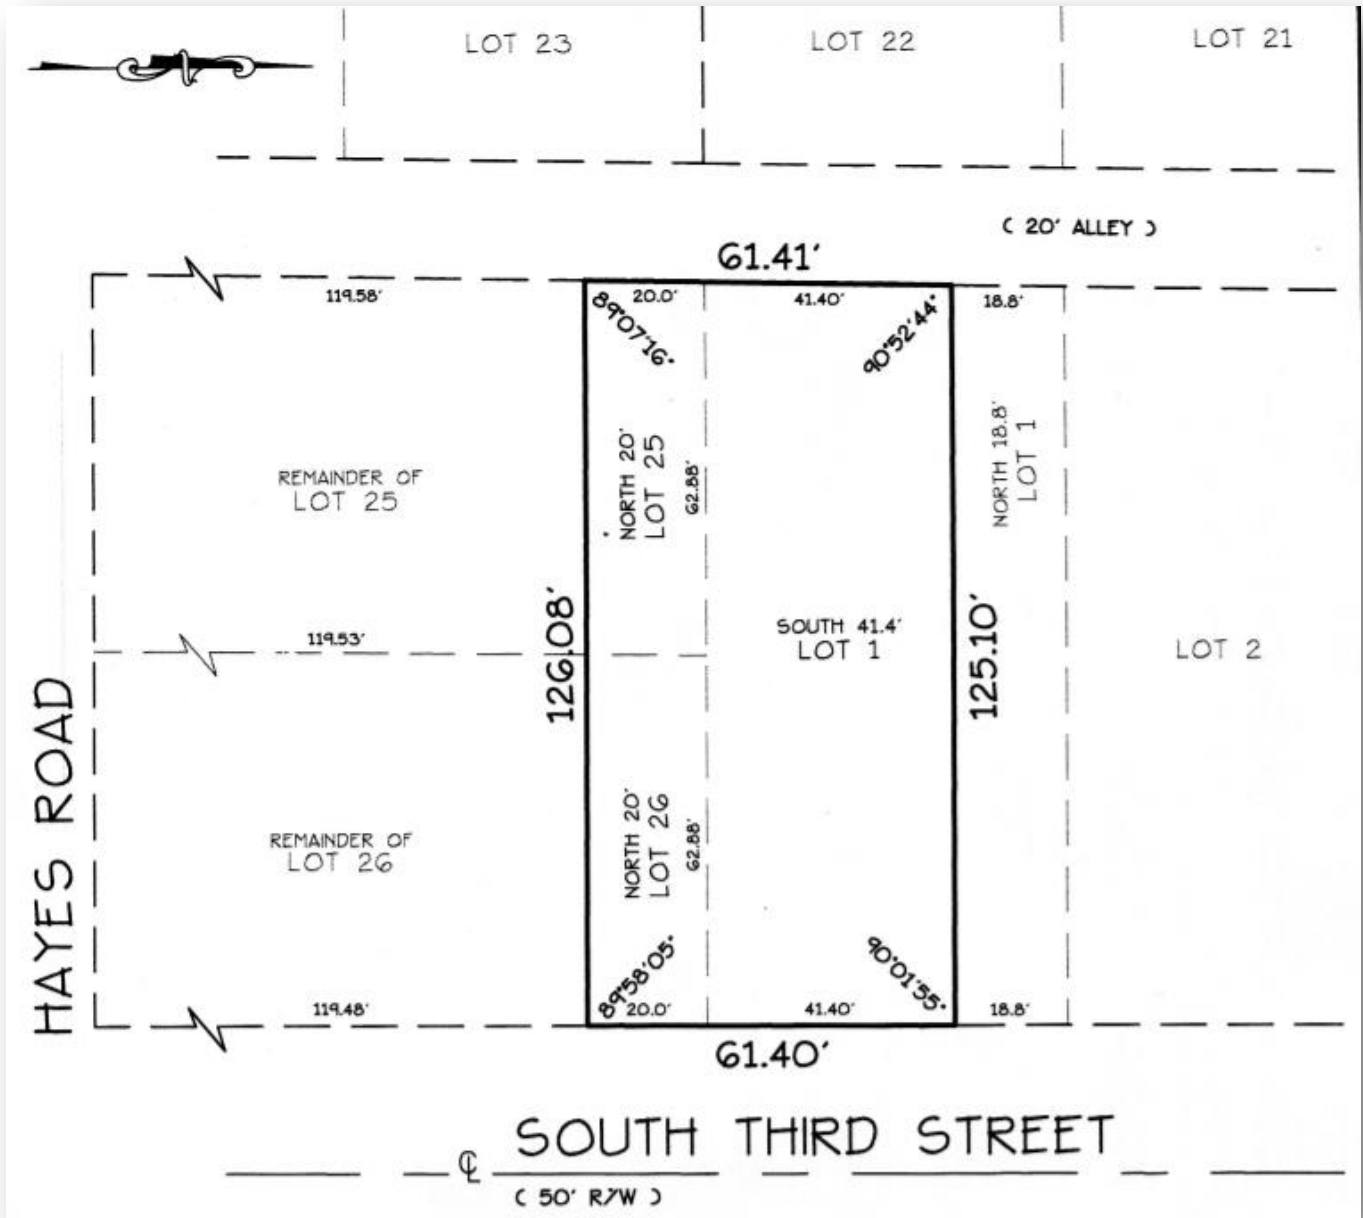 LOT 23
LOT 22
LOT 21
( 20' ALLEY )
61.41'
119.58'
20.0'
41.40'
18.8'
89°07'16"
90°52'44"
REMAINDER OF
LOT 25
NORTH 20'
LOT 25
62.88'
NORTH 18.8'
LOT 1
119.53'
126.08'
SOUTH 41.4'
LOT 1
125.10'
LOT 2
HAYES ROAD
REMAINDER OF
LOT 26
NORTH 20'
LOT 26
62.88'
89°58'05"
90°01'55"
119.48'
20.0'
41.40'
18.8'
61.40'
SOUTH THIRD STREET
℄
( 50' R/W )